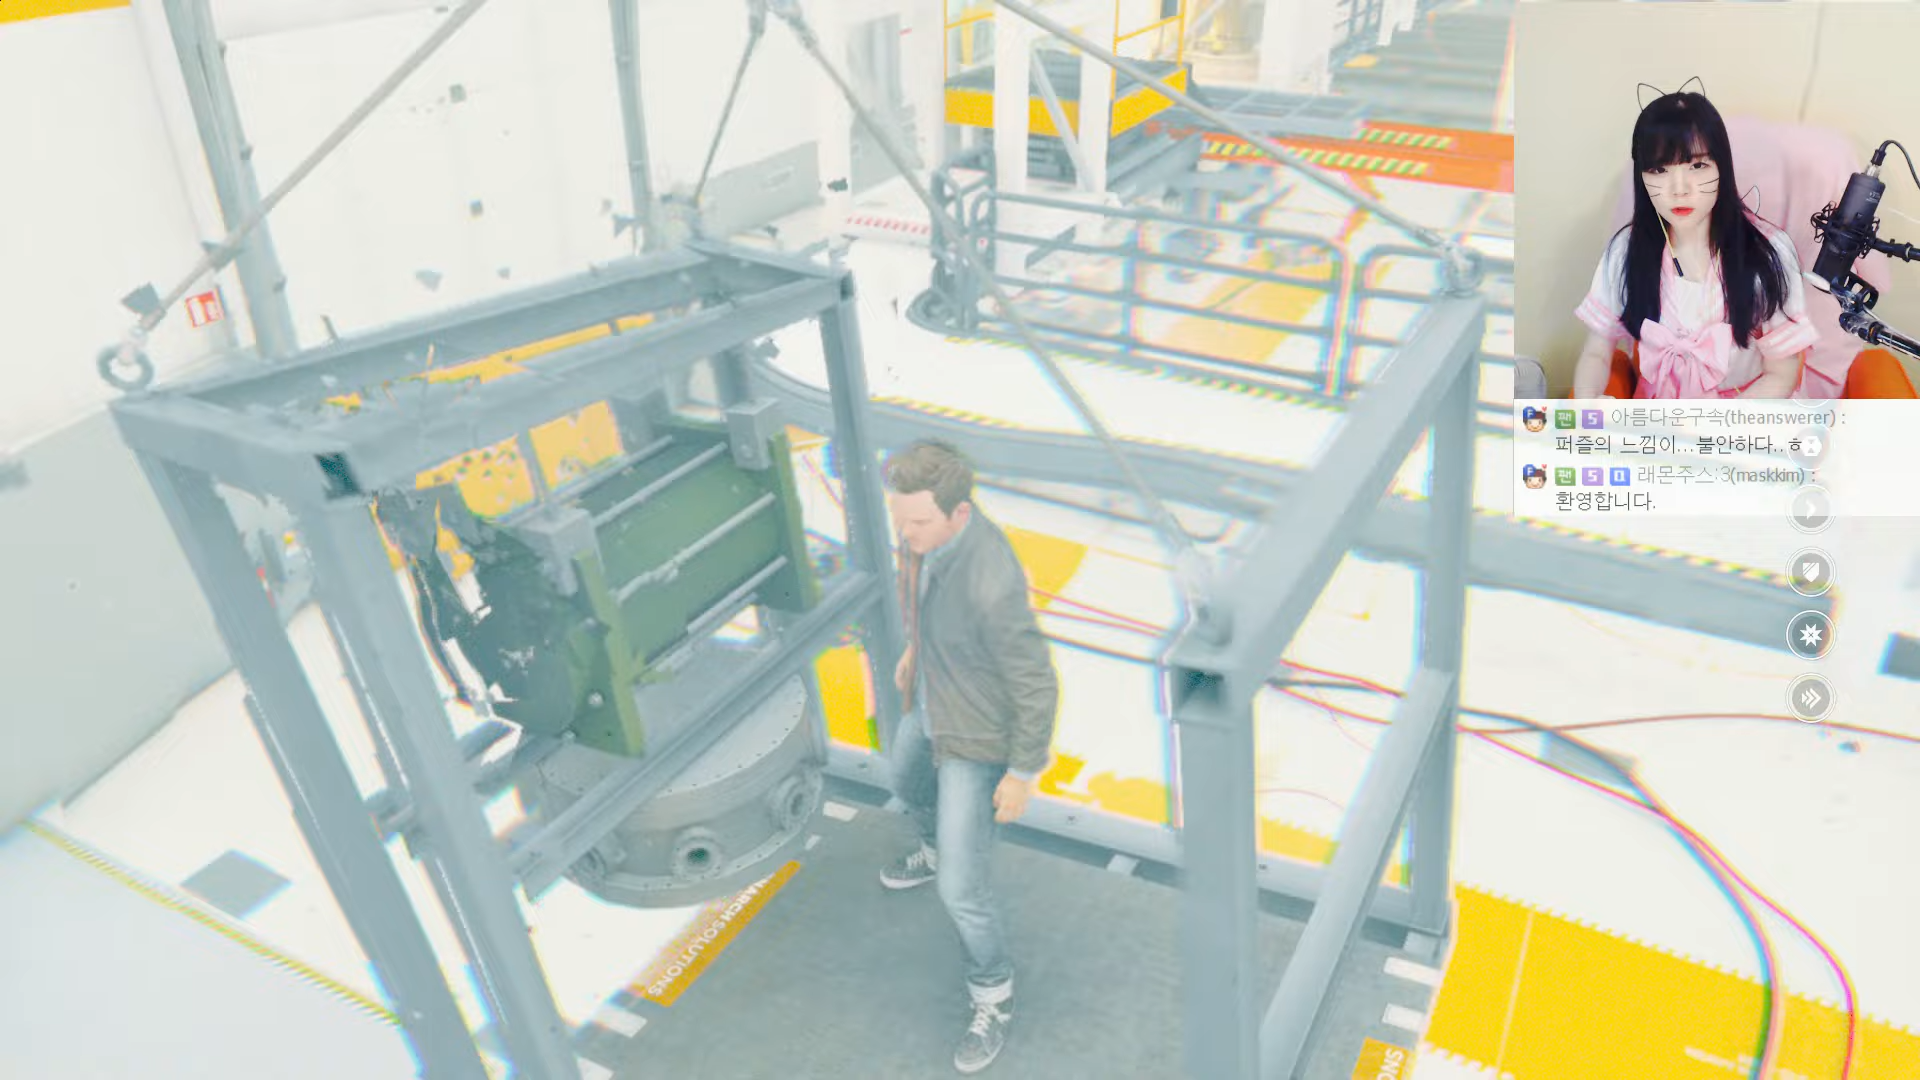 아름다운구속(theanswerer) :
퍼즐의 느낌이...불안하다..ㅎ
래몬주스:3(maskkim) :
환영합니다.
MARCH SOLUTIONS